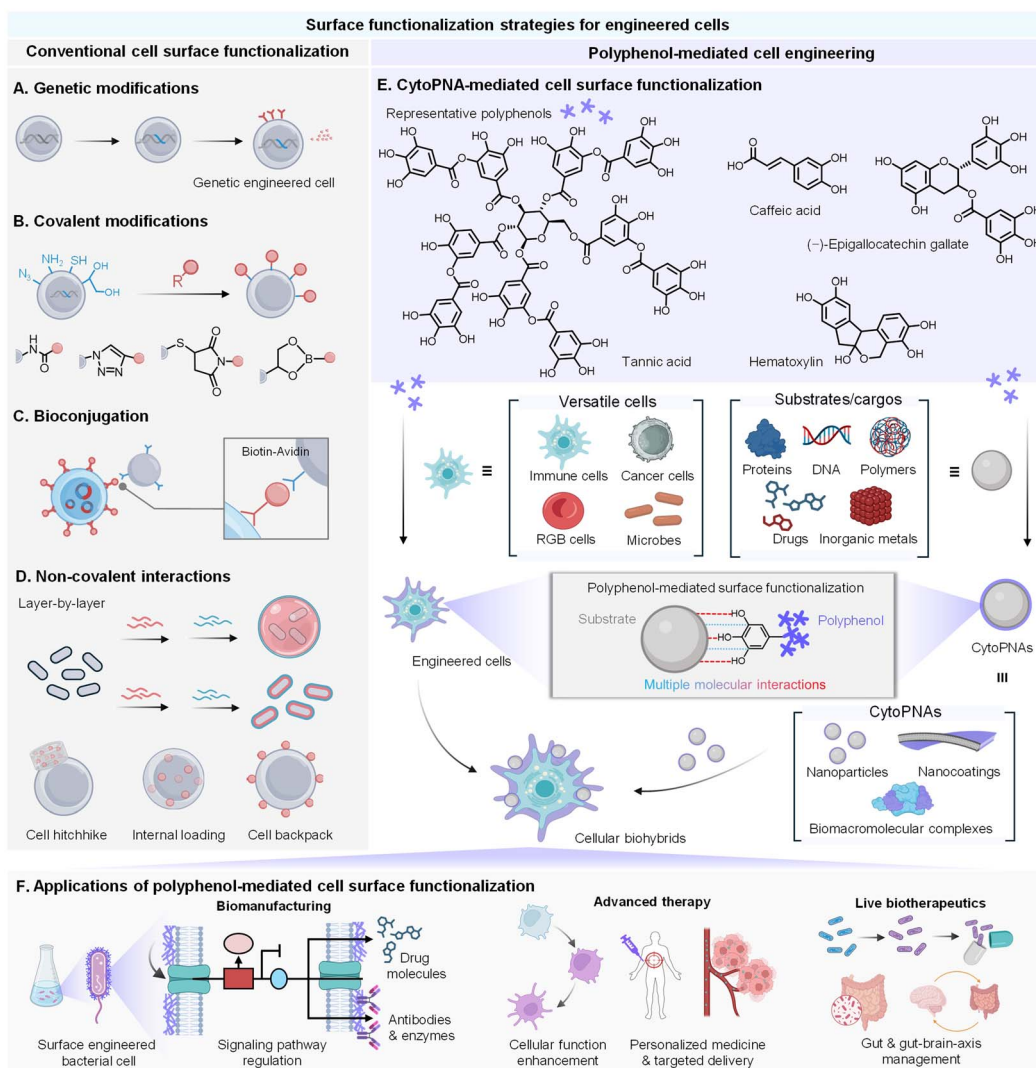 Surface functionalization strategies for engineered cells
Conventional cell surface functionalization
Polyphenol-mediated cell engineering
A. Genetic modifications
Genetic engineered cell
B. Covalent modifications
N₃
NH₂
SH
OH
OH
R
H
N
O
N
N=N
S
O
N
O
O
B
O
C. Bioconjugation
Biotin-Avidin
D. Non-covalent interactions
Layer-by-layer
Cell hitchhike
Internal loading
Cell backpack
E. CytoPNA-mediated cell surface functionalization
Representative polyphenols
Tannic acid
Caffeic acid
(−)-Epigallocatechin gallate
Hematoxylin
Versatile cells
Immune cells
Cancer cells
RGB cells
Microbes
Substrates/cargos
Proteins
DNA
Polymers
Drugs
Inorganic metals
Engineered cells
Polyphenol-mediated surface functionalization
Substrate
HO
HO
HO
Polyphenol
Multiple molecular interactions
CytoPNAs
Cellular biohybrids
CytoPNAs
Nanoparticles
Nanocoatings
Biomacromolecular complexes
F. Applications of polyphenol-mediated cell surface functionalization
Biomanufacturing
Surface engineered
bacterial cell
Signaling pathway
regulation
Drug
molecules
Antibodies
& enzymes
Advanced therapy
Cellular function
enhancement
Personalized medicine
& targeted delivery
Live biotherapeutics
Gut & gut-brain-axis
management